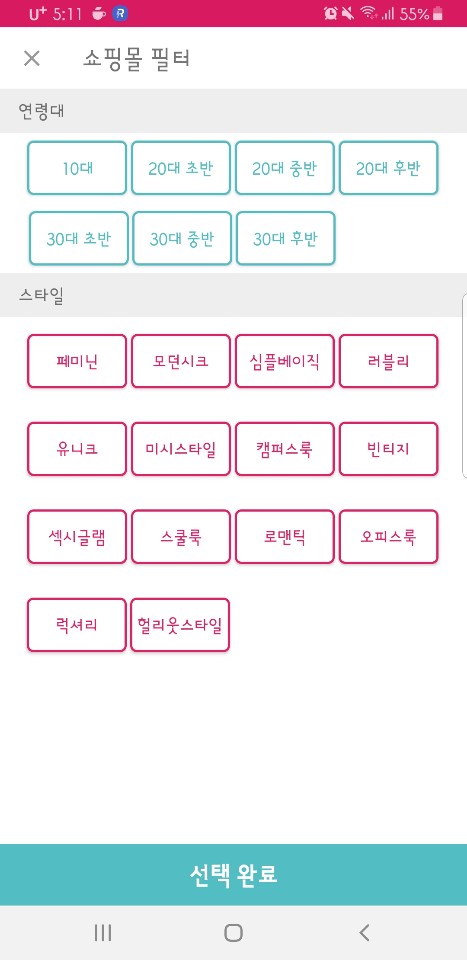 U+ 5:11 R 55%
쇼핑몰 필터
연령대
10대 20대 초반 20대 중반 20대 후반
30대 초반 30대 중반 30대 후반
스타일
페미닌 모던시크 심플베이직 러블리
유니크 미시스타일 캠퍼스룩 빈티지
섹시글램 스쿨룩 로맨틱 오피스룩
럭셔리 헐리웃스타일
선택 완료